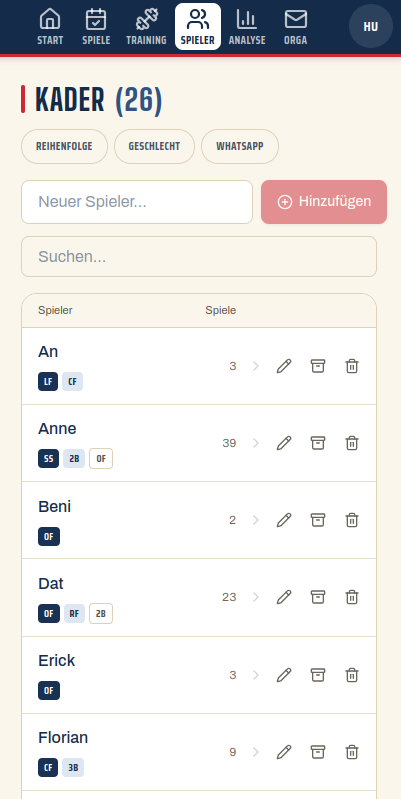 START SPIELE TRAINING SPIELER ANALYSE ORGA HU
KADER (26)
REIHENFOLGE GESCHLECHT WHATSAPP
Neuer Spieler... Hinzufügen
Suchen...
Spieler Spiele
An
LF CF
3
Anne
SS 2B OF
39
Beni
OF
2
Dat
OF RF 2B
23
Erick
OF
3
Florian
CF 3B
9